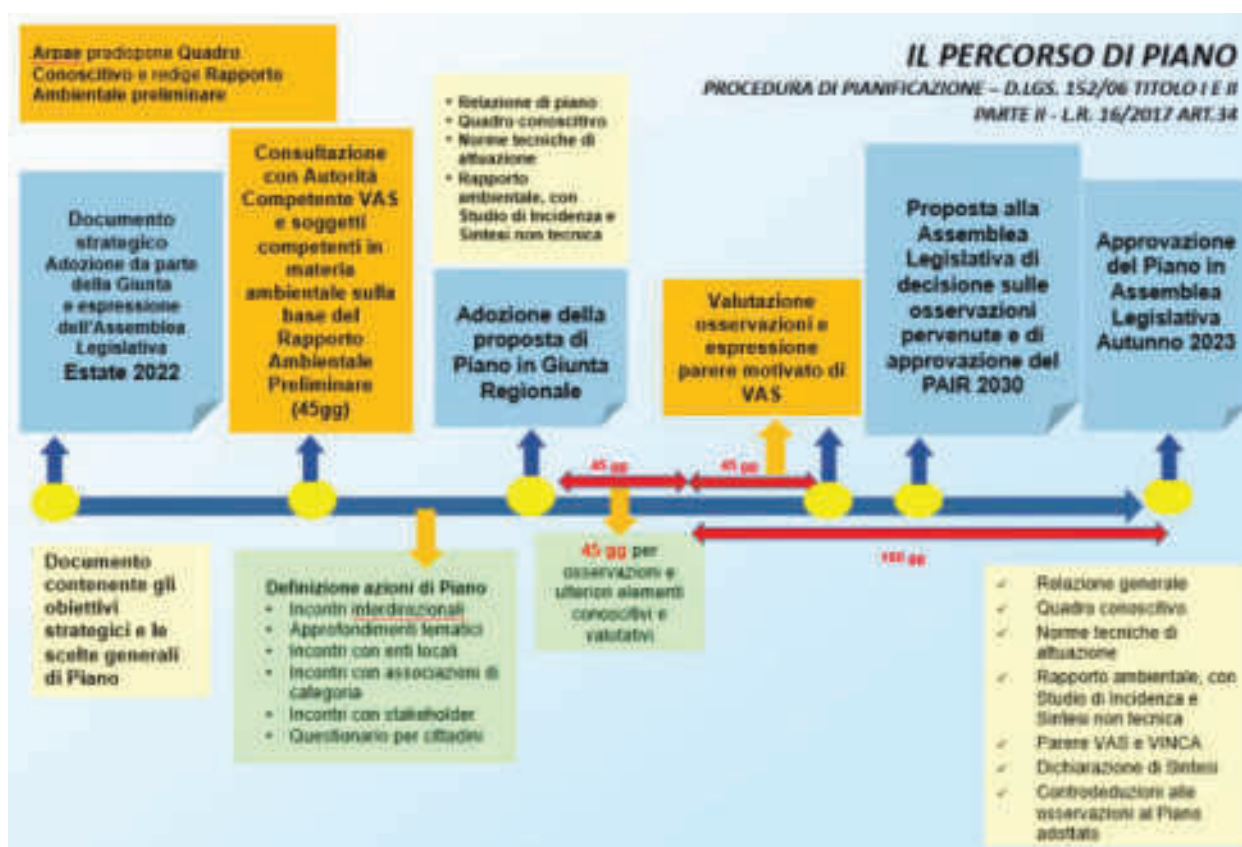 IL PERCORSO DI PIANO
PROCEDURA DI PIANIFICAZIONE – D.LGS. 152/06 TITOLO I E II
PARTE II - L.R. 16/2017 ART.34
Arpae predispone Quadro
Conoscitivo e redige Rapporto
Ambientale preliminare
Documento
strategico
Adozione da parte
della Giunta
e espressione
dell'Assemblea
Legislativa
Estate 2022
Consultazione
con Autorità
Competente VAS
e soggetti
competenti in
materia
ambientale sulla
base del
Rapporto
Ambientale
Preliminare
(45gg)
• Relazione di piano
• Quadro conoscitivo
• Norme tecniche di
attuazione
• Rapporto
ambientale, con
Studio di Incidenza e
Sintesi non tecnica
Adozione della
proposta di
Piano in Giunta
Regionale
Valutazione
osservazioni e
espressione
parere motivato di
VAS
Proposta alla
Assemblea
Legislativa di
decisione sulle
osservazioni
pervenute e di
approvazione del
PAIR 2030
Approvazione
del Piano in
Assemblea
Legislativa
Autunno 2023
45 gg
45 gg
gg
Documento
contenente gli
obiettivi
strategici e le
scelte generali
di Piano
Definizione azioni di Piano
• Incontri interdirezionali
• Approfondimenti tematici
• Incontri con enti locali
• Incontri con associazioni di
categoria
• Incontri con stakeholder
• Questionario per cittadini
45 gg per
osservazioni e
ulteriori elementi
conoscitivi e
valutativi
✓ Relazione generale
✓ Quadro conoscitivo
✓ Norme tecniche di
attuazione
✓ Rapporto ambientale, con
Studio di Incidenza e
Sintesi non tecnica
✓ Parere VAS e VINCA
✓ Dichiarazione di Sintesi
✓ Controdeduzioni alle
osservazioni al Piano
adottato